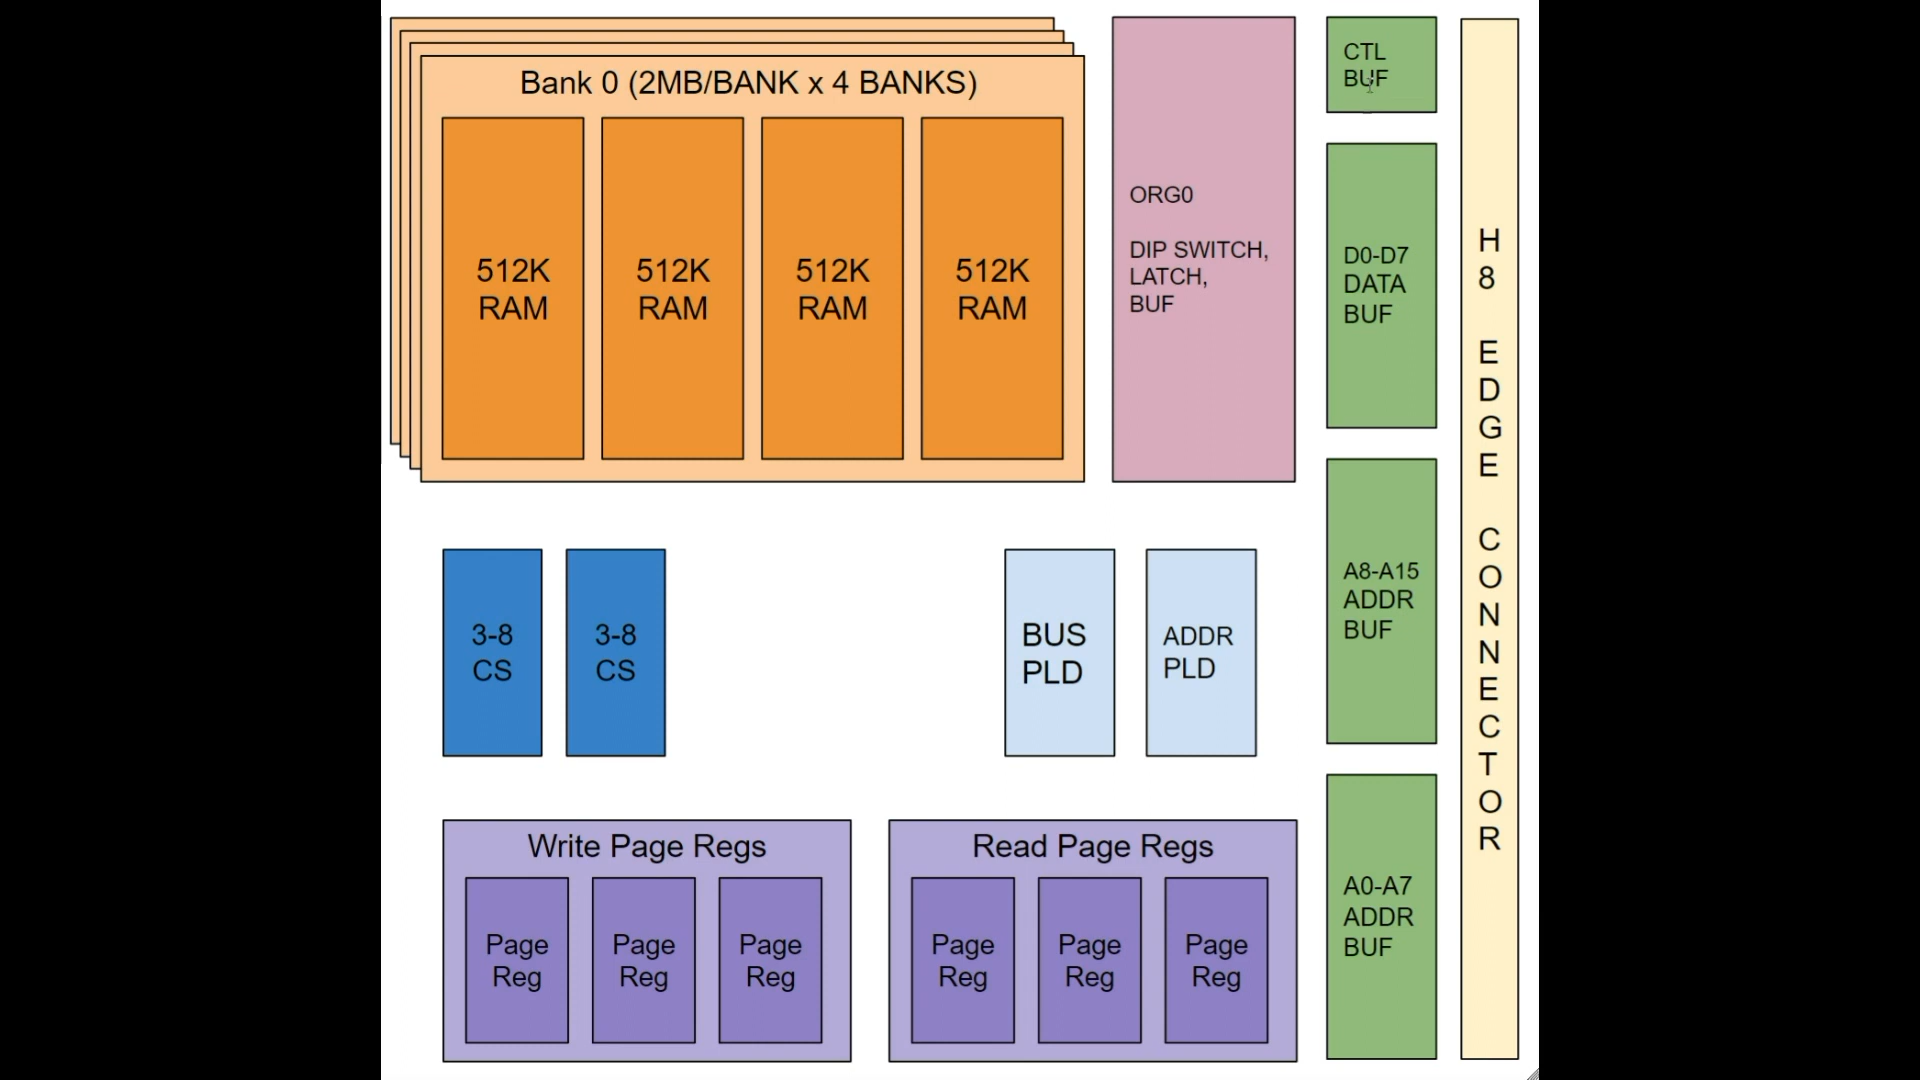 Bank 0 (2MB/BANK x 4 BANKS)
512K
RAM
512K
RAM
512K
RAM
512K
RAM
ORG0
DIP SWITCH,
LATCH,
BUF
CTL
BUF
D0-D7
DATA
BUF
A8-A15
ADDR
BUF
A0-A7
ADDR
BUF
H
8
E
D
G
E
C
O
N
N
E
C
T
O
R
3-8
CS
3-8
CS
BUS
PLD
ADDR
PLD
Write Page Regs
Page
Reg
Page
Reg
Page
Reg
Read Page Regs
Page
Reg
Page
Reg
Page
Reg